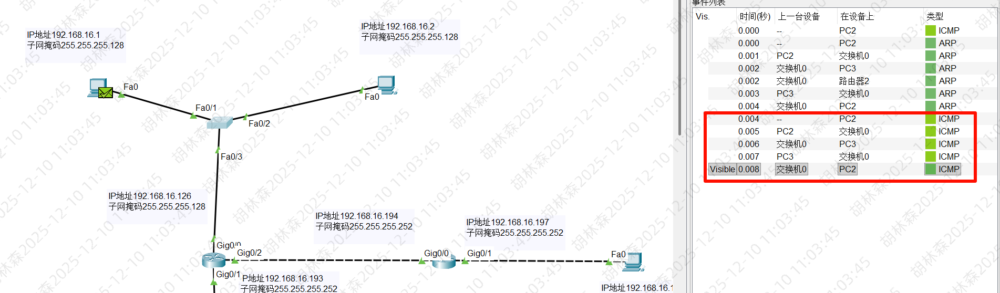 IP地址192.168.16.1
子网掩码255.255.255.128
IP地址192.168.16.2
子网掩码255.255.255.128
Fa0
Fa0
Fa0/1
Fa0/2
Fa0/3
IP地址192.168.16.126
子网掩码255.255.255.128
IP地址192.168.16.194
子网掩码255.255.255.252
IP地址192.168.16.197
子网掩码255.255.255.252
Gig0/0
Gig0/2
Gig0/0
Gig0/1
Fa0
Gig0/1
P地址192.168.16.193
子网掩码255.255.255.252
IP地址192.168.16.1
事件列表
Vis. 时间(秒) 上一台设备 在设备上 类型
0.000 -- PC2 ICMP
0.000 -- PC2 ARP
0.001 PC2 交换机0 ARP
0.002 交换机0 PC3 ARP
0.002 交换机0 路由器2 ARP
0.003 PC3 交换机0 ARP
0.004 交换机0 PC2 ARP
0.004 -- PC2 ICMP
0.005 PC2 交换机0 ICMP
0.006 交换机0 PC3 ICMP
0.007 PC3 交换机0 ICMP
Visible 0.008 交换机0 PC2 ICMP
胡林森2025-12-10 11:03:45